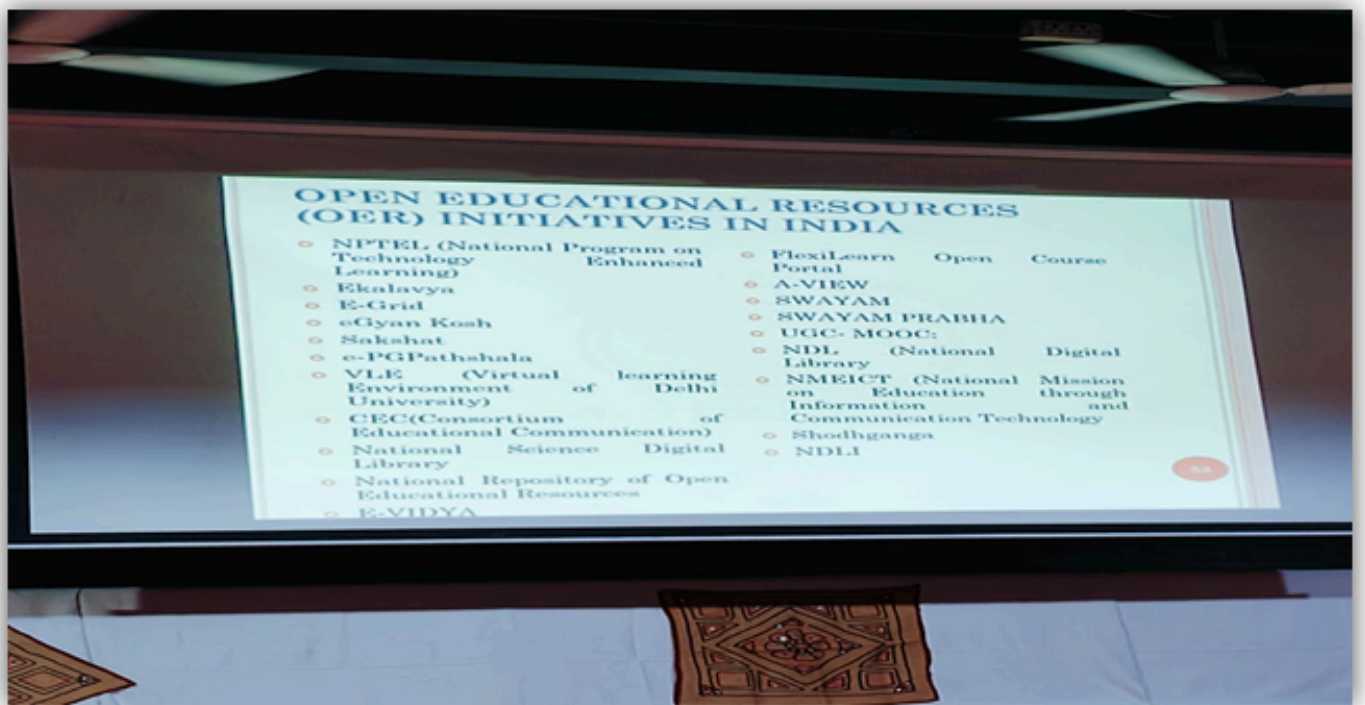 OPEN EDUCATIONAL RESOURCES
(OER) INITIATIVES IN INDIA
NPTEL (National Program on
Technology Enhanced
Learning)
Ekalavya
E-Grid
eGyan Kosh
Sakshat
e-PGPathshala
VLE (Virtual learning
Environment of Delhi
University)
CEC(Consortium of
Educational Communication)
National Science Digital
Library
National Repository of Open
Educational Resources
E-VIDYA
FlexiLearn Open Course
Portal
A-VIEW
SWAYAM
SWAYAM PRABHA
UGC- MOOC:
NDL (National Digital
Library
NMEICT (National Mission
on Education through
Information and
Communication Technology
Shodhganga
NDLI